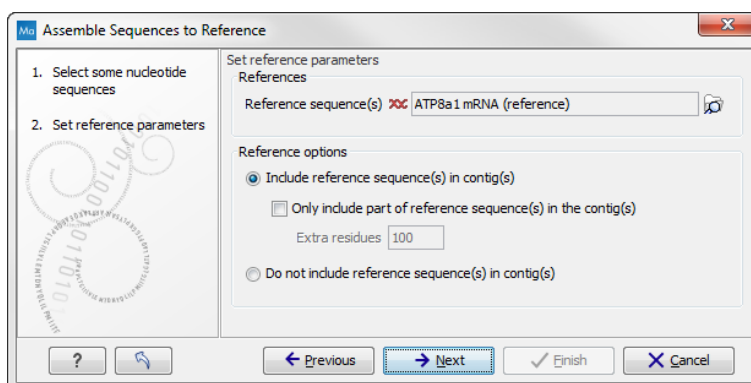 Ma Assemble Sequences to Reference
1. Select some nucleotide
sequences
2. Set reference parameters
Set reference parameters
References
Reference sequence(s) ATP8a1 mRNA (reference)
Reference options
Include reference sequence(s) in contig(s)
Only include part of reference sequence(s) in the contig(s)
Extra residues 100
Do not include reference sequence(s) in contig(s)
? Previous Next Finish Cancel